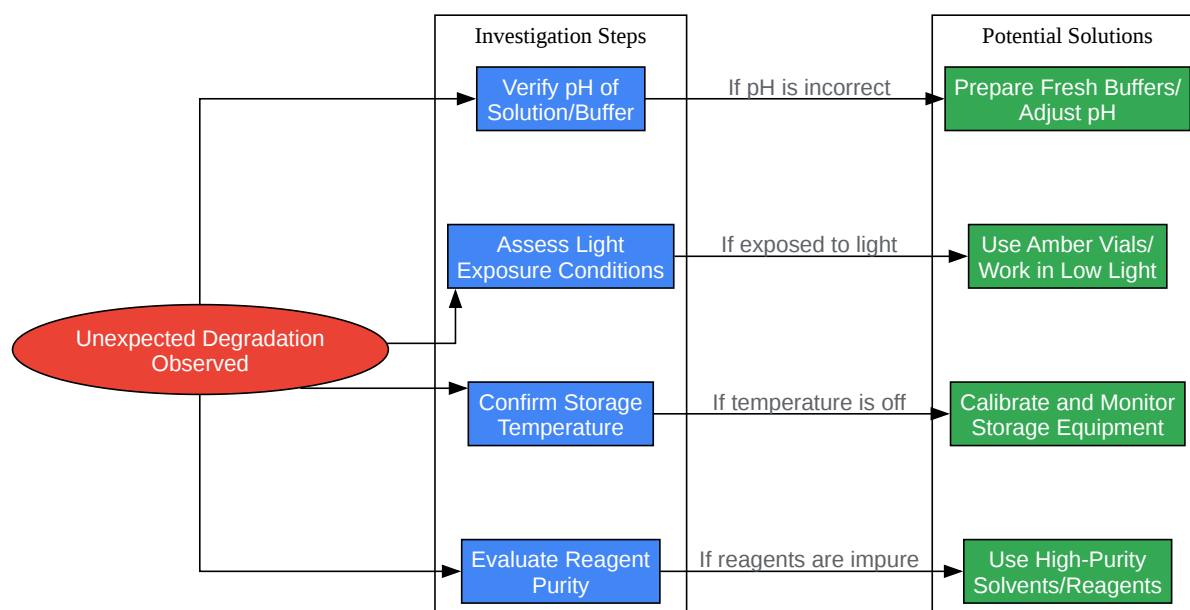 Investigation Steps
Potential Solutions
Verify pH of
Solution/Buffer
If pH is incorrect
Prepare Fresh Buffers/
Adjust pH
Assess Light
Exposure Conditions
If exposed to light
Use Amber Vials/
Work in Low Light
Unexpected Degradation
Observed
Confirm Storage
Temperature
If temperature is off
Calibrate and Monitor
Storage Equipment
Evaluate Reagent
Purity
If reagents are impure
Use High-Purity
Solvents/Reagents